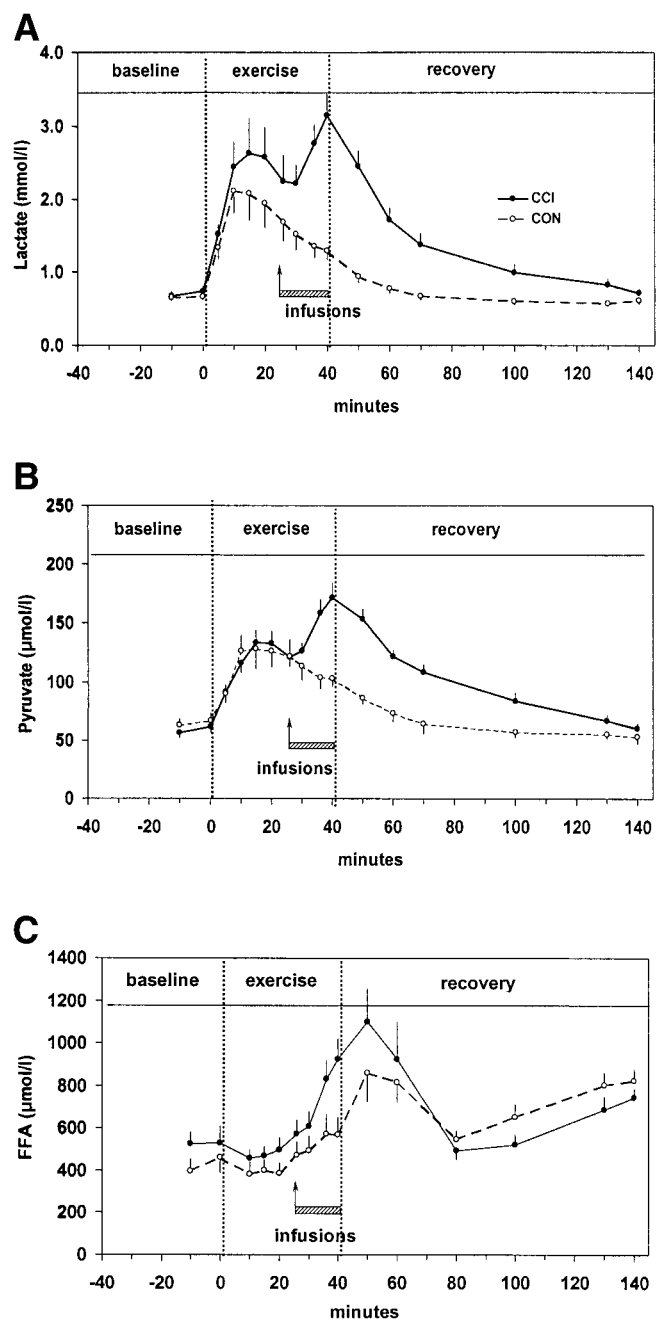 A
4.0
baseline exercise recovery
3.0
Lactate (mmol/l)
2.0
CCI
CON
1.0
infusions
0.0
-40 -20 0 20 40 60 80 100 120 140
minutes
B
250
baseline exercise recovery
200
150
Pyruvate (µmol/l)
100
50
infusions
0
-40 -20 0 20 40 60 80 100 120 140
minutes
C
1400
baseline exercise recovery
1200
1000
800
FFA (µmol/l)
600
400
200
infusions
0
-40 -20 0 20 40 60 80 100 120 140
minutes